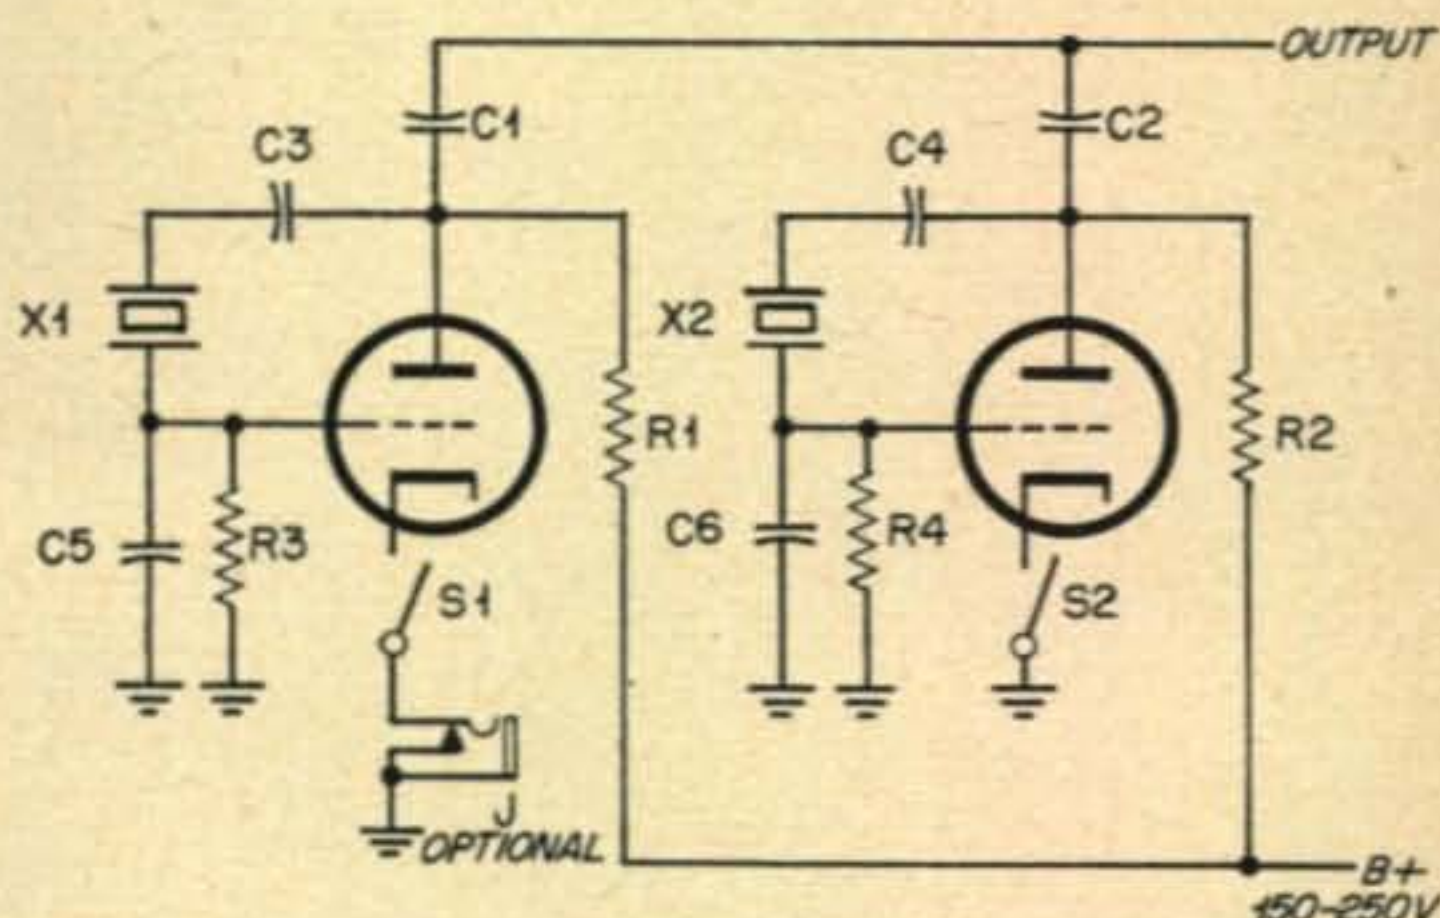 OUTPUT
C1
C2
C3
C4
X1
X2
R1
R2
C5
R3
C6
R4
S1
S2
J
OPTIONAL
B+
150-250V